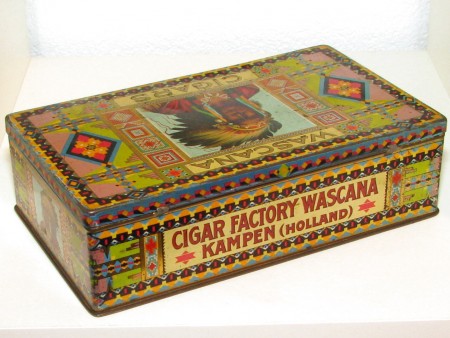 CIGARS
WASCANA
CIGAR FACTORY-WASCANA
KAMPEN (HOLLAND)